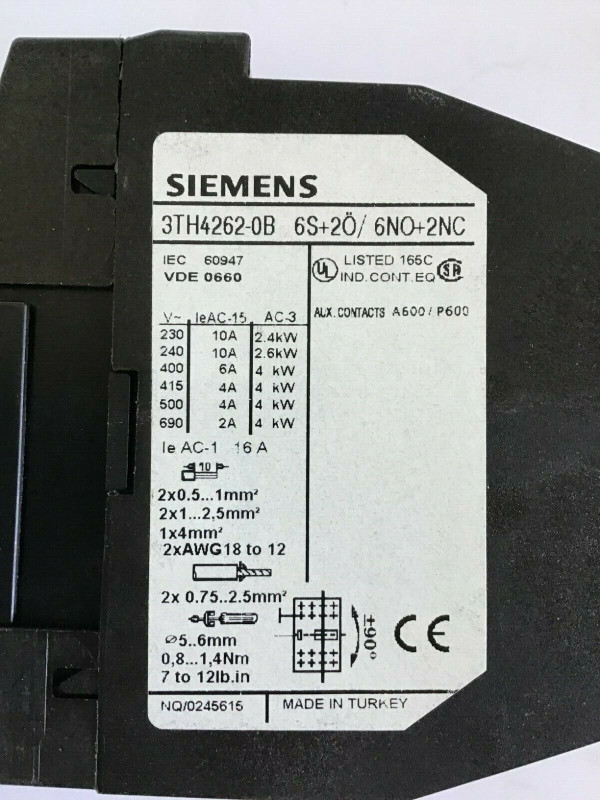 SIEMENS
3TH4262-0B 6S+2Ö/ 6NO+2NC
IEC 60947
VDE 0660
UL LISTED 165C
IND.CONT.EQ SA
AUX. CONTACTS A600 / P600
V~ IeAC-15 AC-3
230 10A 2.4kW
240 10A 2.6kW
400 6A 4 kW
415 4A 4 kW
500 4A 4 kW
690 2A 4 kW
Ie AC-1 16 A
10
2x0.5...1mm²
2x1...2,5mm²
1x4mm²
2xAWG18 to 12
2x 0.75..2.5mm²
⌀5..6mm
0,8...1,4Nm
7 to 12lb.in
±90°
CE
NQ/0245615
MADE IN TURKEY